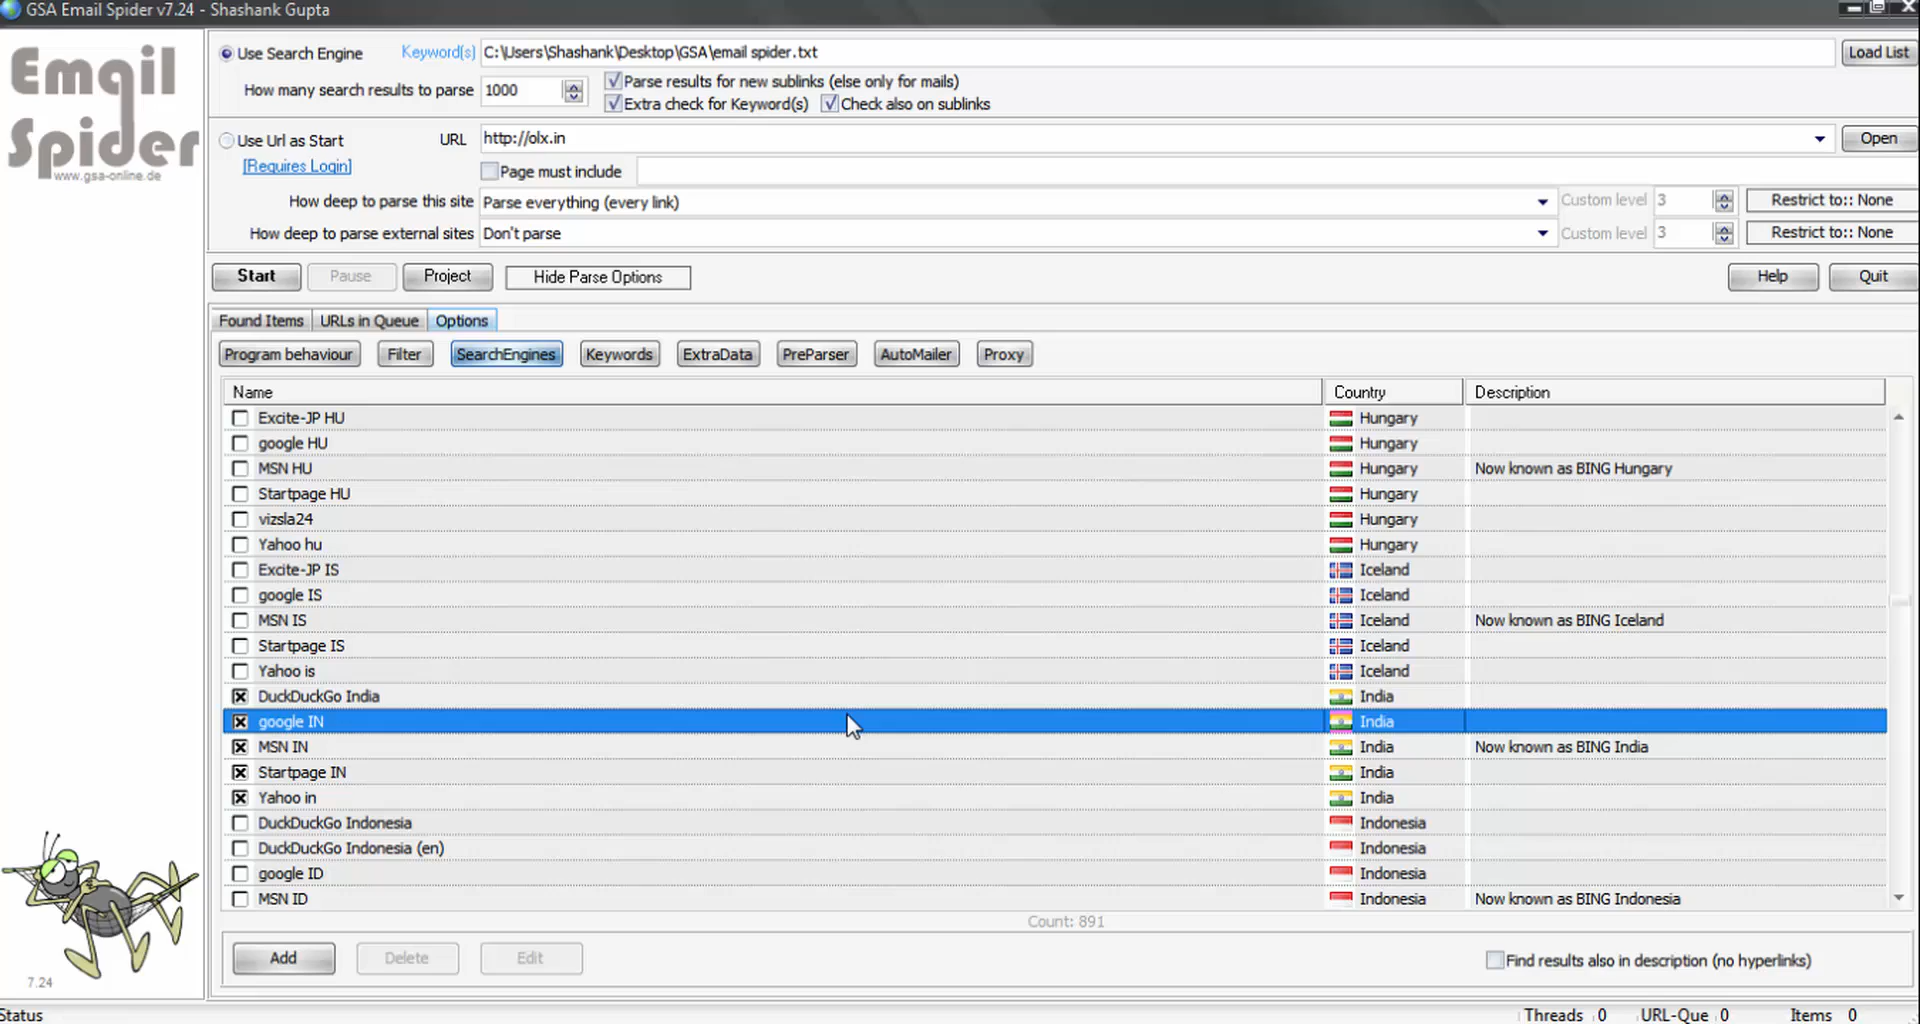 GSA Email Spider v7.24 - Shashank Gupta
Email
Spider
www.gsa-online.de
Use Search Engine Keyword(s) C:\Users\Shashank\Desktop\GSA\email spider.txt Load List
How many search results to parse 1000 Parse results for new sublinks (else only for mails)
Extra check for Keyword(s) Check also on sublinks
Use Url as Start URL http://olx.in Open
[Requires Login] Page must include
How deep to parse this site Parse everything (every link) Custom level 3 Restrict to:: None
How deep to parse external sites Don't parse Custom level 3 Restrict to:: None
Start Pause Project Hide Parse Options Help Quit
Found Items URLs in Queue Options
Program behaviour Filter SearchEngines Keywords ExtraData PreParser AutoMailer Proxy
Name Country Description
Excite-JP HU Hungary
google HU Hungary
MSN HU Hungary Now known as BING Hungary
Startpage HU Hungary
vizsla24 Hungary
Yahoo hu Hungary
Excite-JP IS Iceland
google IS Iceland
MSN IS Iceland Now known as BING Iceland
Startpage IS Iceland
Yahoo is Iceland
DuckDuckGo India India
google IN India
MSN IN India Now known as BING India
Startpage IN India
Yahoo in India
DuckDuckGo Indonesia Indonesia
DuckDuckGo Indonesia (en) Indonesia
google ID Indonesia
MSN ID Indonesia Now known as BING Indonesia
Count: 891
Add Delete Edit Find results also in description (no hyperlinks)
7.24
Status Threads 0 URL-Que 0 Items 0